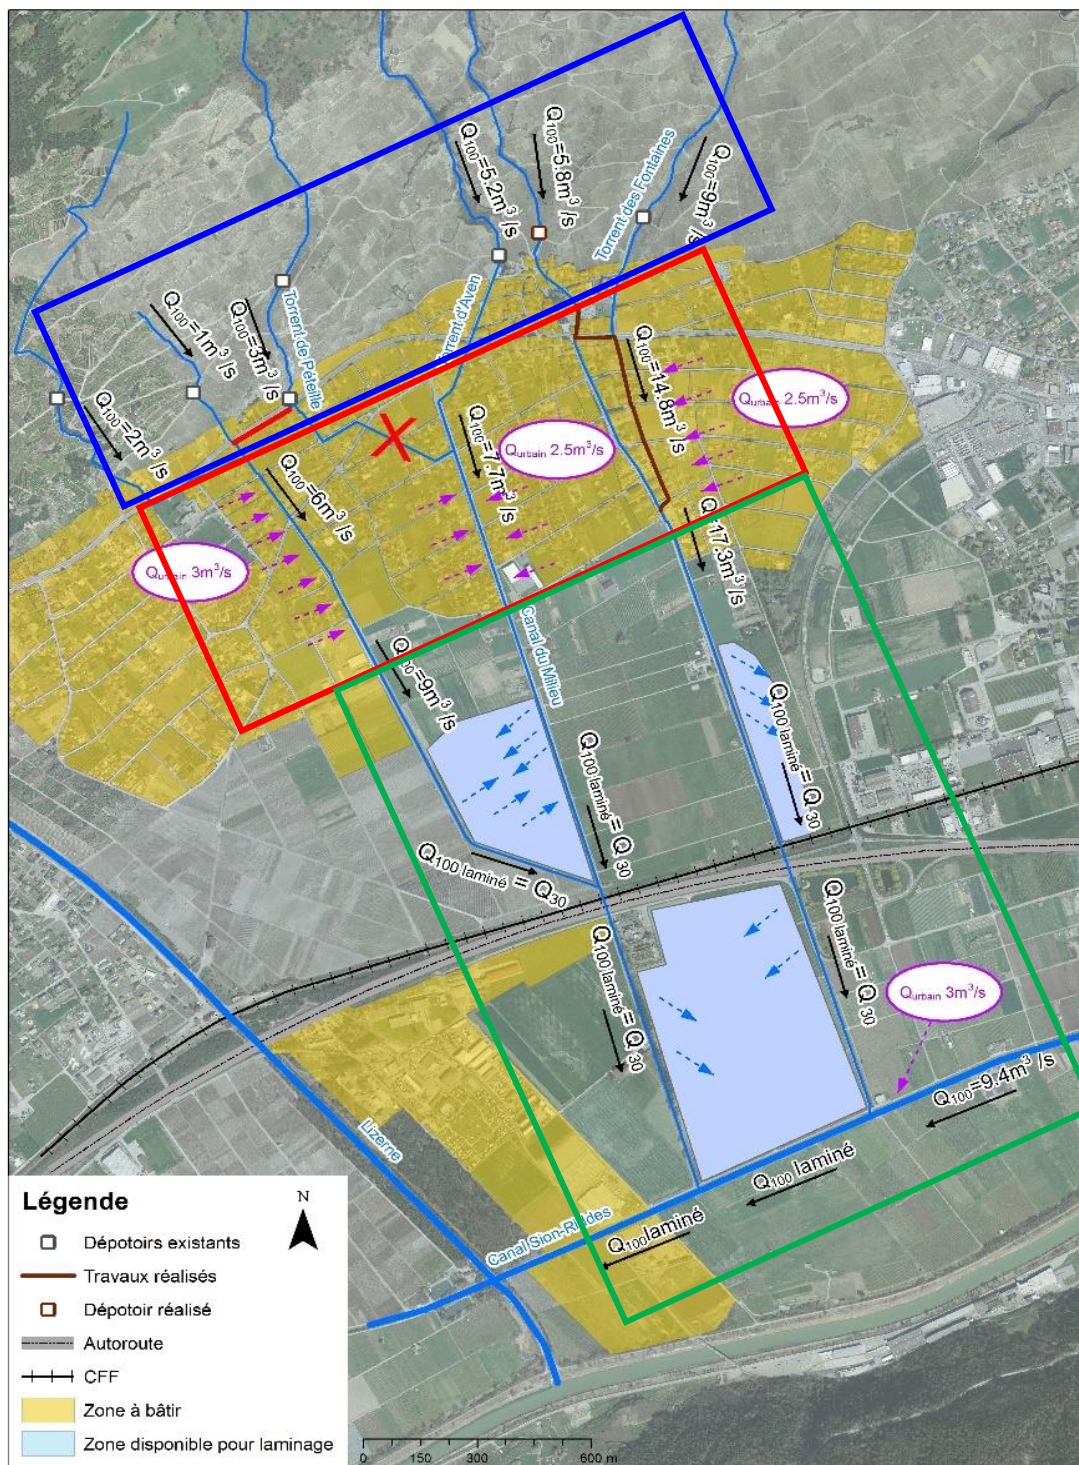 Q100=5.2m³/s
Q100=5.8m³/s
Torrent des Fontaines
Q100=9m³/s
Q100=1m³/s
Q100=3m³/s
Torrent de Péteille
Torrent d'Aven
Q100=2m³/s
Q100=14.8m³/s
Qurbain 2.5m³/s
Q100=7.7m³/s
Qurbain 2.5m³/s
Q100=6m³/s
Q100=17.3m³/s
Qurbain 3m³/s
Canal du Milieu
Q100=9m³/s
Q100 laminé = Q30
Q100 laminé = Q30
Q100 laminé = Q30
Q100 laminé = Q30
Q100 laminé = Q30
Qurbain 3m³/s
Q100=9.4m³/s
Lizerne
Q100 laminé
Q100laminé
Canal Sion-Riddes
Légende
N
Dépotoirs existants
Travaux réalisés
Dépotoir réalisé
Autoroute
CFF
Zone à bâtir
Zone disponible pour laminage
0 150 300 600 m